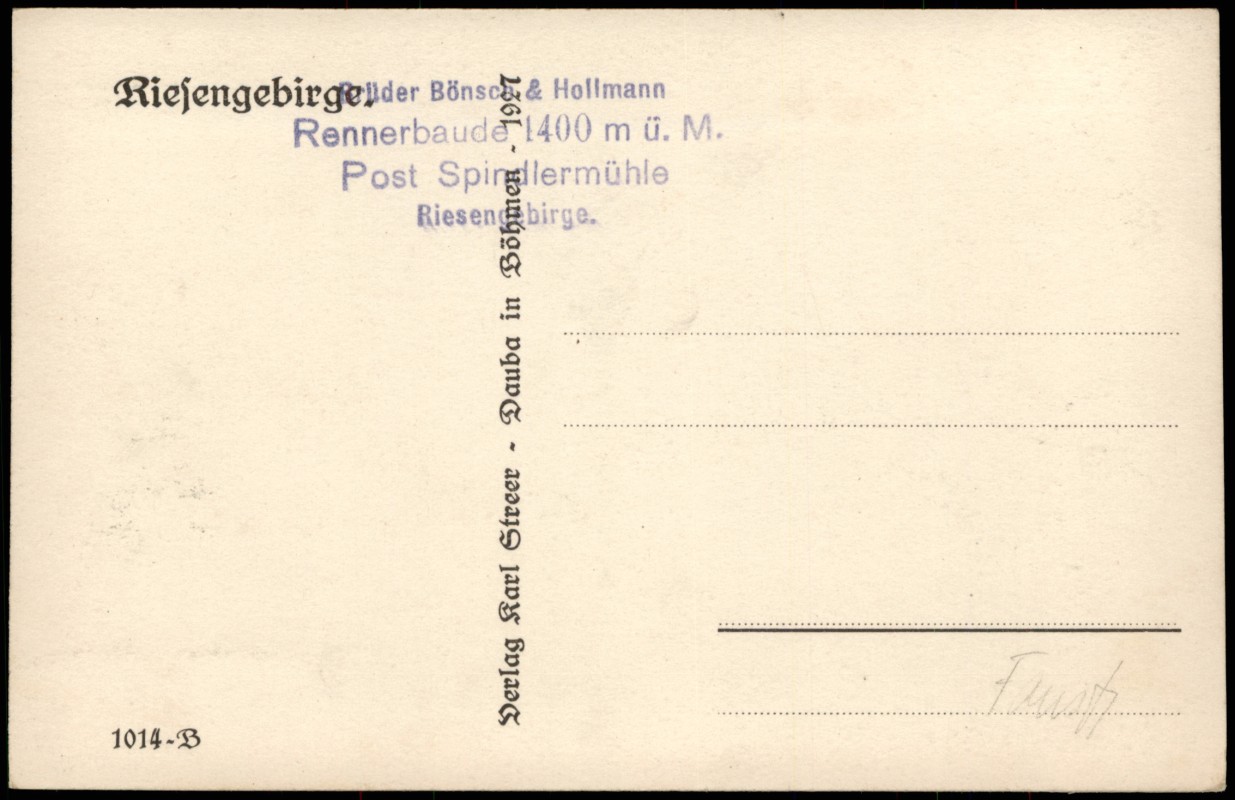 Riesengebirge.
Brüder Bönsch & Hollmann
Rennerbaude 1400 m ü. M.
Post Spindlermühle
Riesengebirge.
Verlag Karl Streer - Dauba in Böhmen - 1927
1014-B